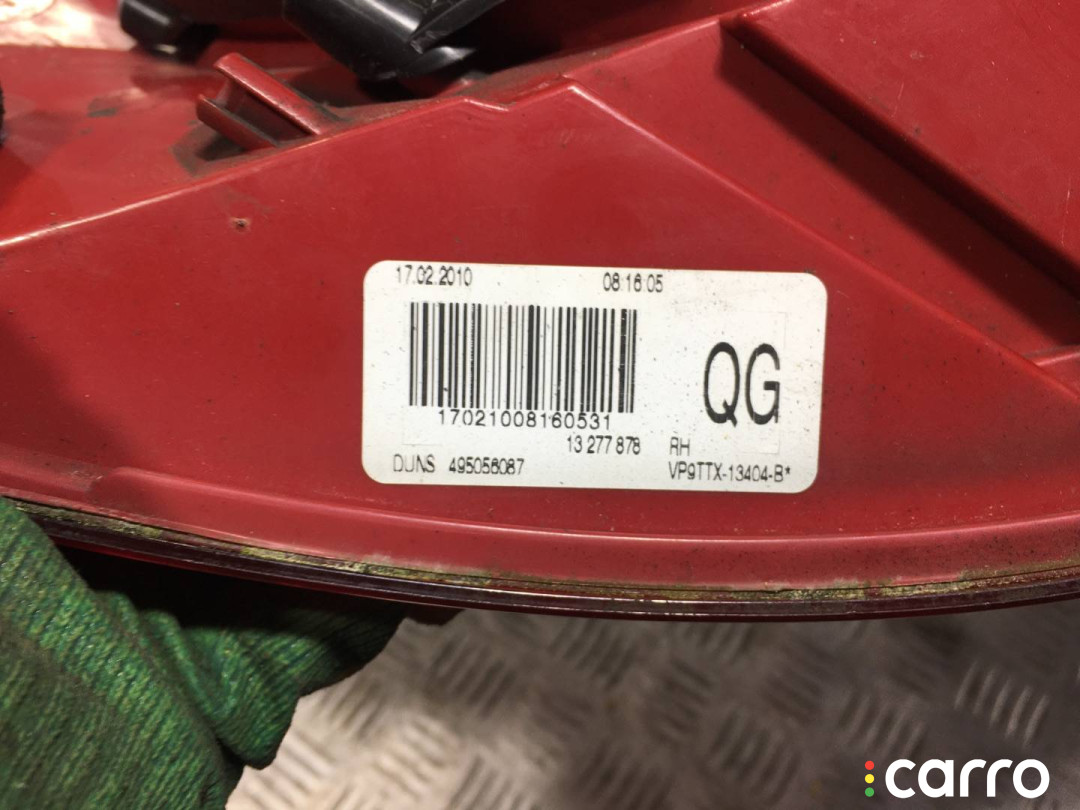 17.02.2010 08:16:05
17021008160531
QG
13 277 878 RH
DUNS 495056087 VP9TTX-13404-B*
carro